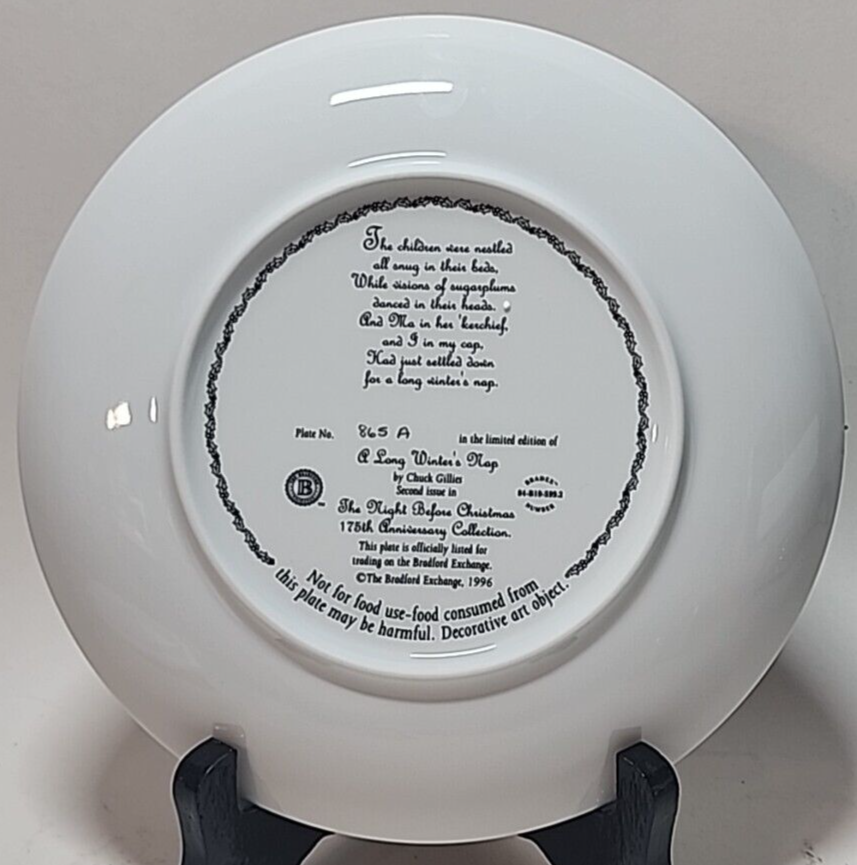 The children were nestled
all snug in their beds,
While visions of sugarplums
danced in their heads.
And Ma in her 'kerchief,
and I in my cap,
Had just settled down
for a long winter's nap.
Plate No. 865 A in the limited edition of
A Long Winter's Nap
by Chuck Gillies
Second issue in
The Night Before Christmas
175th Anniversary Collection.
This plate is officially listed for
trading on the Bradford Exchange.
©The Bradford Exchange, 1996
B
BRADEX™
NUMBER
Not for food use-food consumed from
this plate may be harmful. Decorative art object.